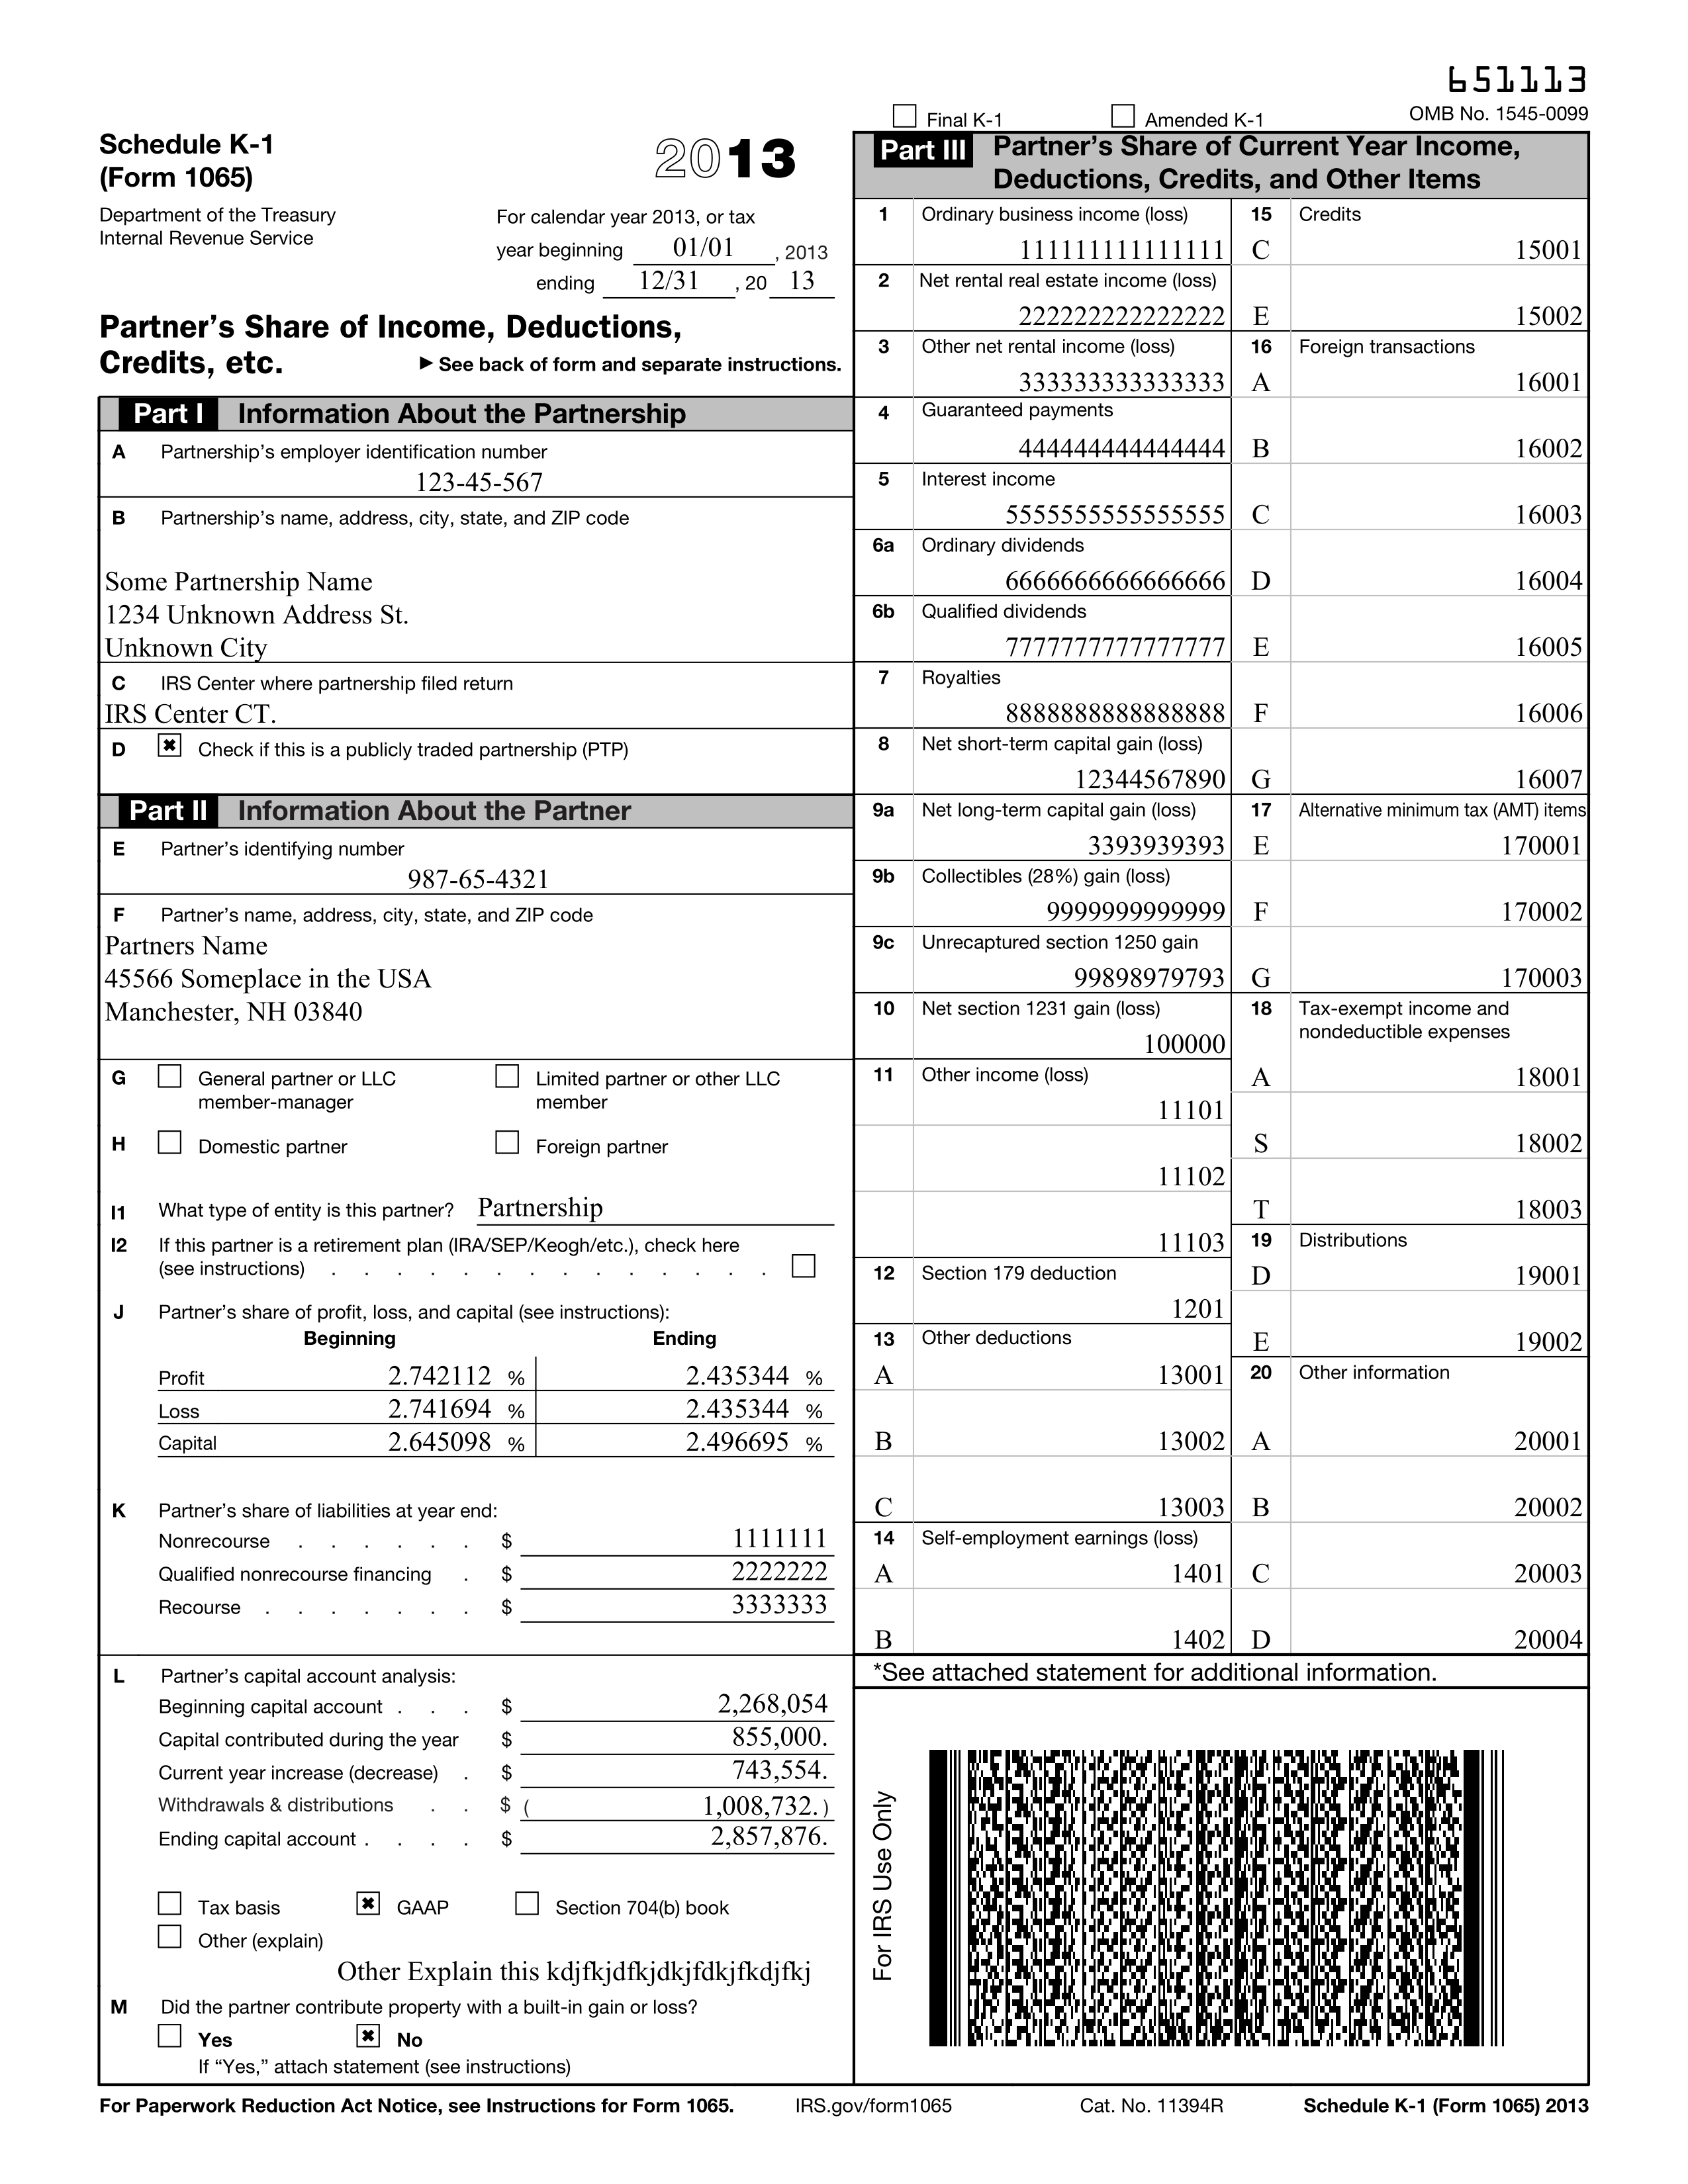 651113
Final K-1 Amended K-1 OMB No. 1545-0099
Schedule K-1
(Form 1065)
2013
Department of the Treasury
Internal Revenue Service
For calendar year 2013, or tax
year beginning 01/01 , 2013
ending 12/31 , 20 13
Partner's Share of Income, Deductions,
Credits, etc. ► See back of form and separate instructions.
Part I Information About the Partnership
A Partnership's employer identification number
123-45-567
B Partnership's name, address, city, state, and ZIP code
Some Partnership Name
1234 Unknown Address St.
Unknown City
C IRS Center where partnership filed return
IRS Center CT.
D ✖ Check if this is a publicly traded partnership (PTP)
Part II Information About the Partner
E Partner's identifying number
987-65-4321
F Partner's name, address, city, state, and ZIP code
Partners Name
45566 Someplace in the USA
Manchester, NH 03840
G General partner or LLC member-manager Limited partner or other LLC member
H Domestic partner Foreign partner
I1 What type of entity is this partner? Partnership
I2 If this partner is a retirement plan (IRA/SEP/Keogh/etc.), check here
(see instructions) . . . . . . . . . . . . . .
J Partner's share of profit, loss, and capital (see instructions):
Beginning Ending
Profit 2.742112 % 2.435344 %
Loss 2.741694 % 2.435344 %
Capital 2.645098 % 2.496695 %
K Partner's share of liabilities at year end:
Nonrecourse . . . . . . $ 1111111
Qualified nonrecourse financing . $ 2222222
Recourse . . . . . . . $ 3333333
L Partner's capital account analysis:
Beginning capital account . . . $ 2,268,054
Capital contributed during the year $ 855,000.
Current year increase (decrease) . $ 743,554.
Withdrawals & distributions . . $ ( 1,008,732. )
Ending capital account . . . . $ 2,857,876.
Tax basis ✖ GAAP Section 704(b) book
Other (explain)
Other Explain this kdjfkjdfkjdkjfdkjfkdjfkj
M Did the partner contribute property with a built-in gain or loss?
Yes ✖ No
If "Yes," attach statement (see instructions)
Part III Partner's Share of Current Year Income,
Deductions, Credits, and Other Items
1 Ordinary business income (loss)
111111111111111
2 Net rental real estate income (loss)
222222222222222
3 Other net rental income (loss)
333333333333333
4 Guaranteed payments
444444444444444
5 Interest income
5555555555555555
6a Ordinary dividends
6666666666666666
6b Qualified dividends
7777777777777777
7 Royalties
8888888888888888
8 Net short-term capital gain (loss)
12344567890
9a Net long-term capital gain (loss)
3393939393
9b Collectibles (28%) gain (loss)
9999999999999
9c Unrecaptured section 1250 gain
99898979793
10 Net section 1231 gain (loss)
100000
11 Other income (loss)
11101
11102
11103
12 Section 179 deduction
1201
13 Other deductions
A 13001
B 13002
C 13003
14 Self-employment earnings (loss)
A 1401
B 1402
15 Credits
C 15001
E 15002
16 Foreign transactions
A 16001
B 16002
C 16003
D 16004
E 16005
F 16006
G 16007
17 Alternative minimum tax (AMT) items
E 170001
F 170002
G 170003
18 Tax-exempt income and
nondeductible expenses
A 18001
S 18002
T 18003
19 Distributions
D 19001
E 19002
20 Other information
A 20001
B 20002
C 20003
D 20004
*See attached statement for additional information.
For IRS Use Only
For Paperwork Reduction Act Notice, see Instructions for Form 1065. IRS.gov/form1065 Cat. No. 11394R Schedule K-1 (Form 1065) 2013